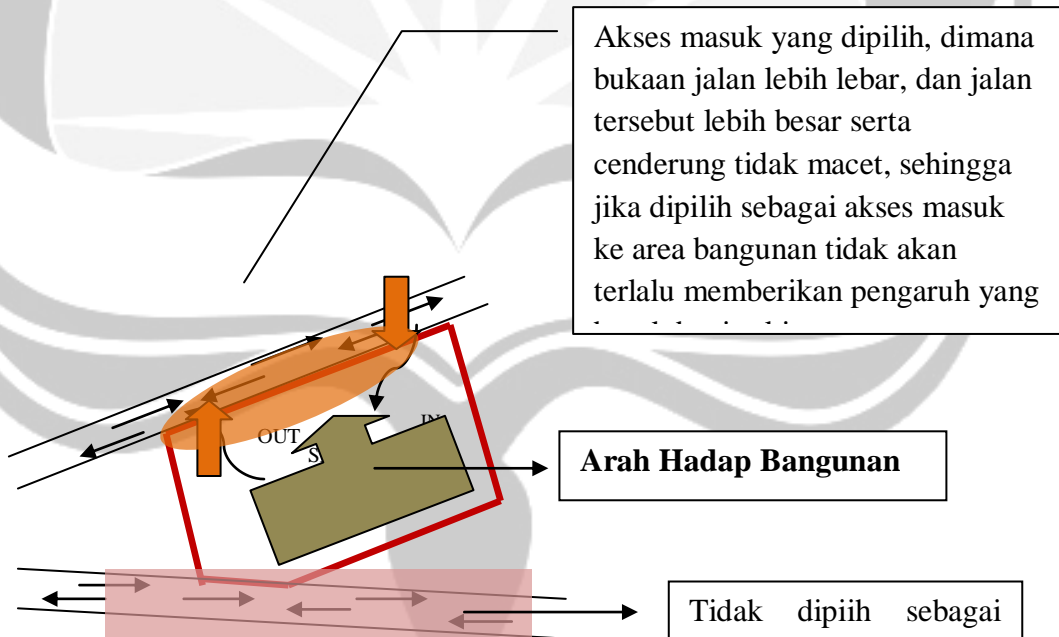 Akses masuk yang dipilih, dimana
bukaan jalan lebih lebar, dan jalan
tersebut lebih besar serta
cenderung tidak macet, sehingga
jika dipilih sebagai akses masuk
ke area bangunan tidak akan
terlalu memberikan pengaruh yang
IN
OUT
S
Arah Hadap Bangunan
Tidak dipiih sebagai